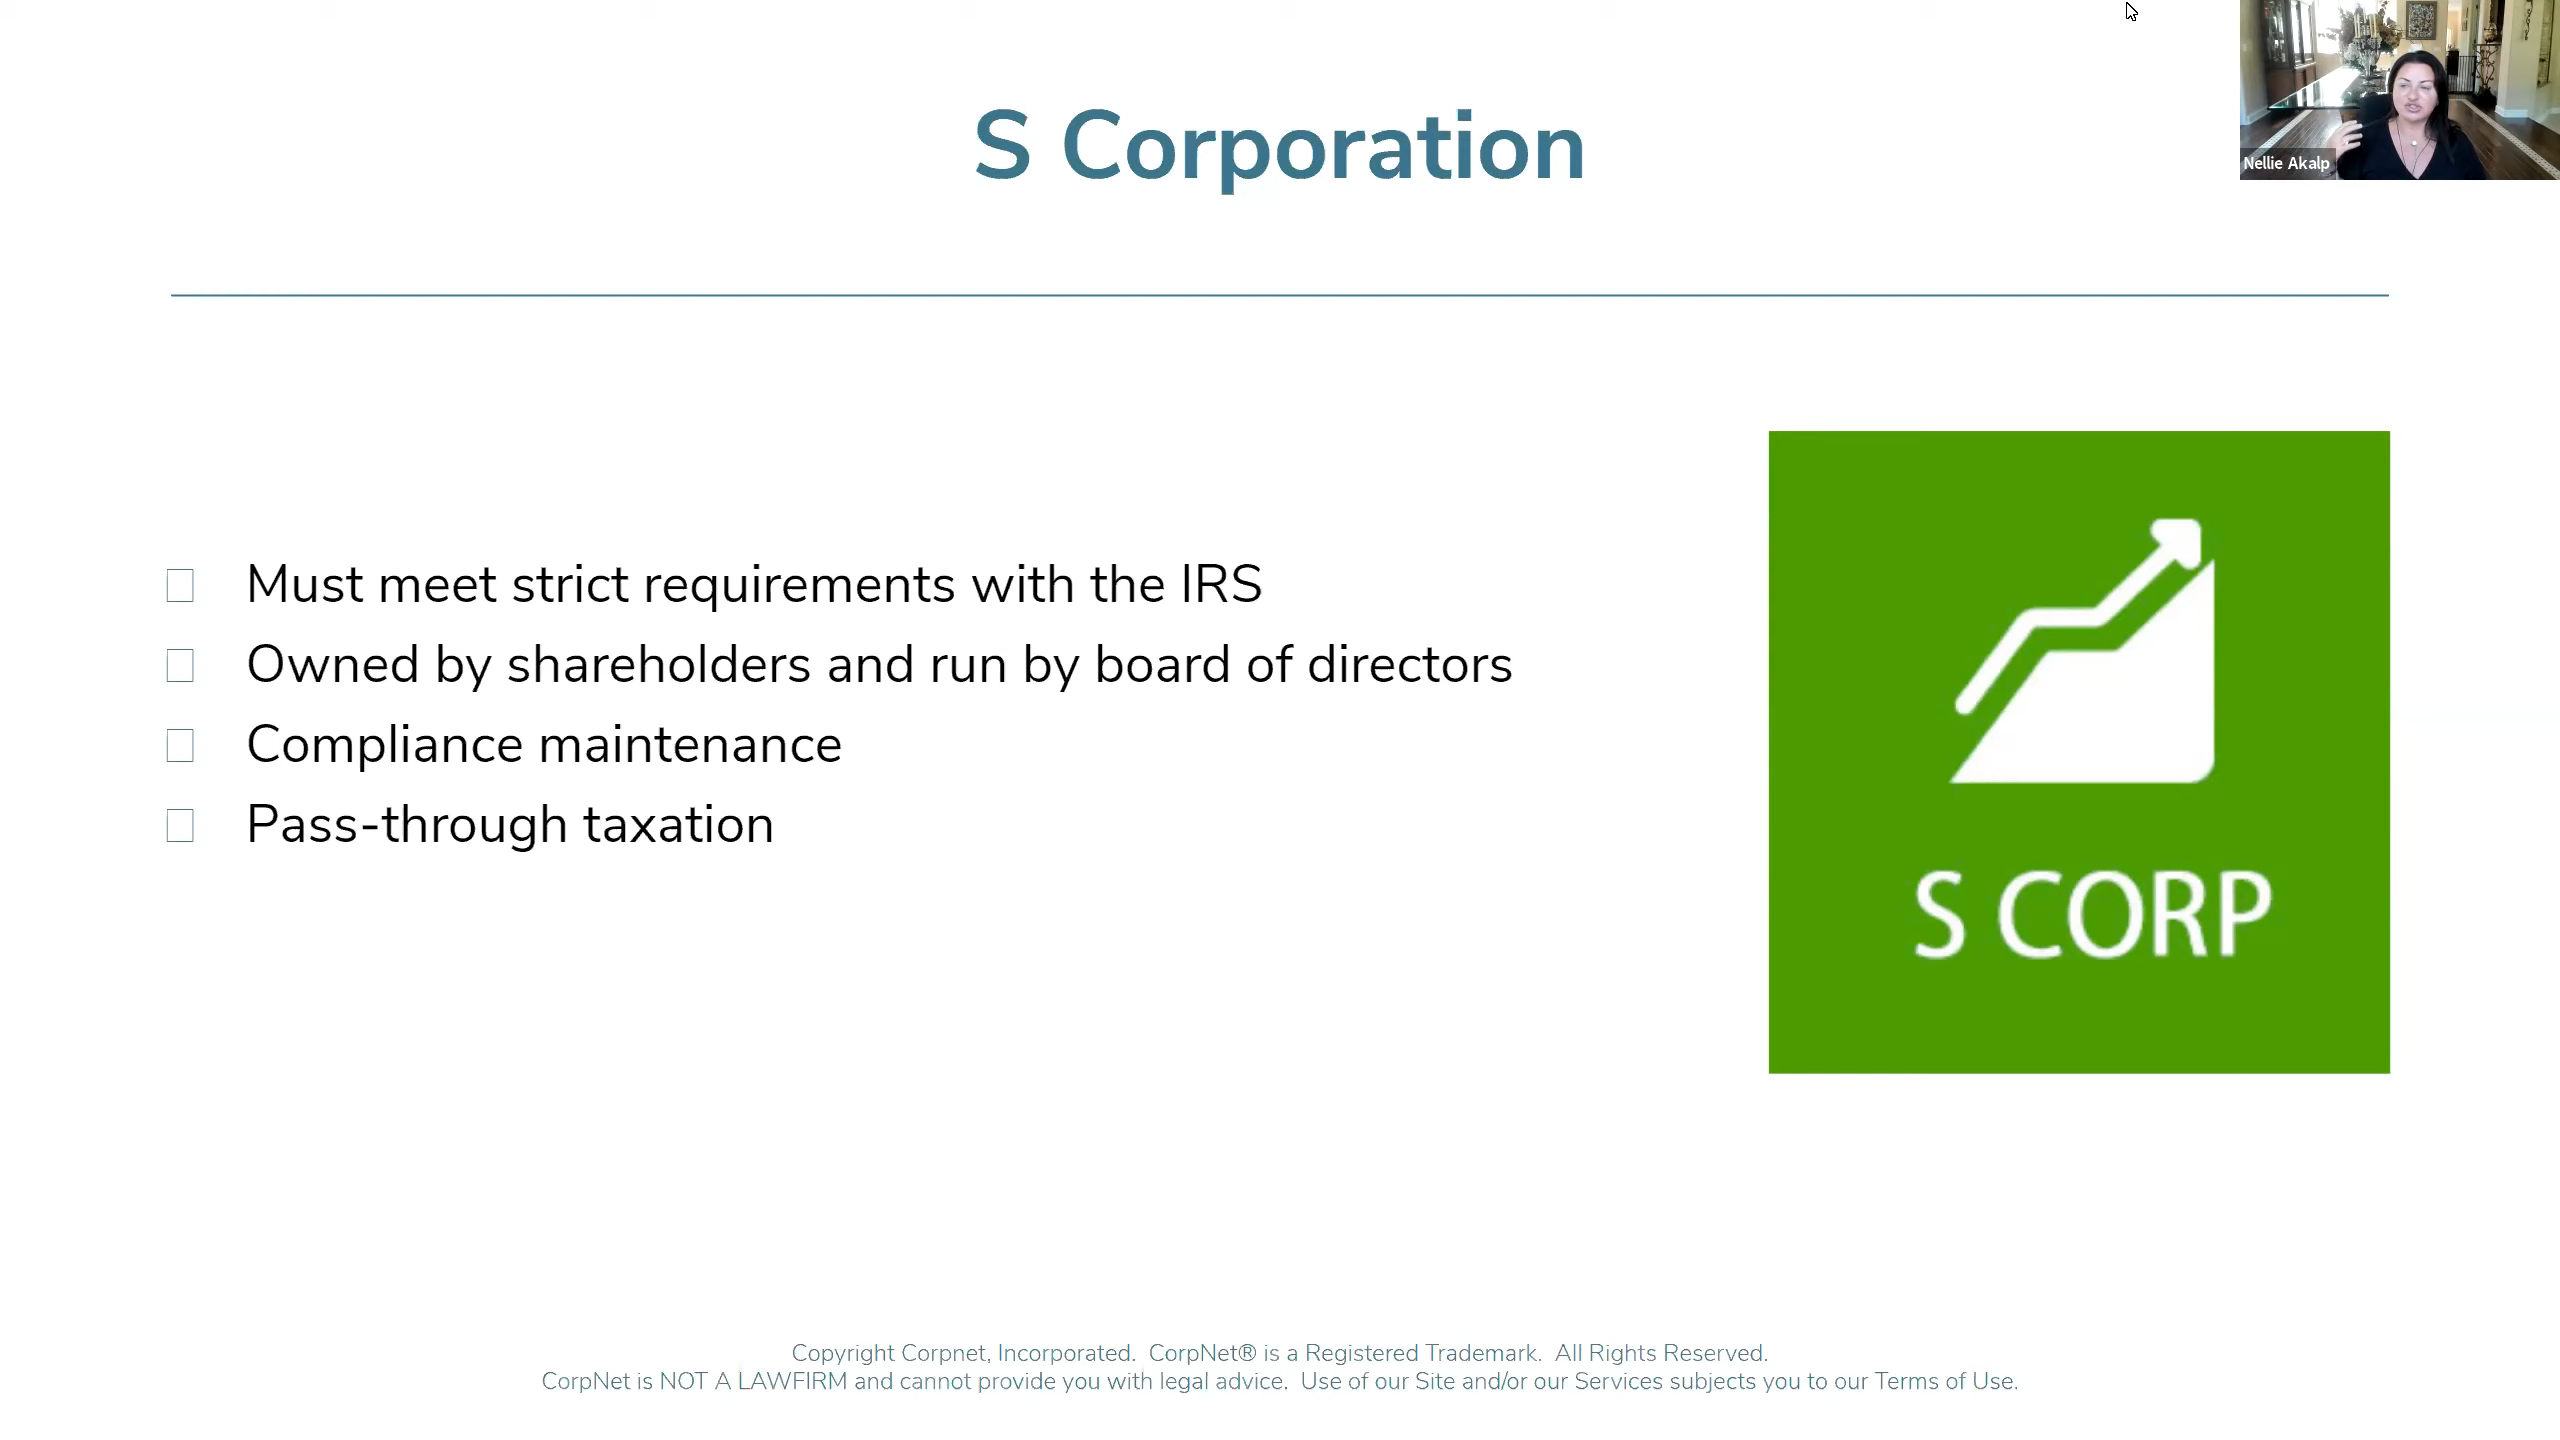 S Corporation
Nellie Akalp
Must meet strict requirements with the IRS
Owned by shareholders and run by board of directors
Compliance maintenance
Pass-through taxation
S CORP
Copyright Corpnet, Incorporated.  CorpNet® is a Registered Trademark.  All Rights Reserved.
CorpNet is NOT A LAWFIRM and cannot provide you with legal advice.  Use of our Site and/or our Services subjects you to our Terms of Use.